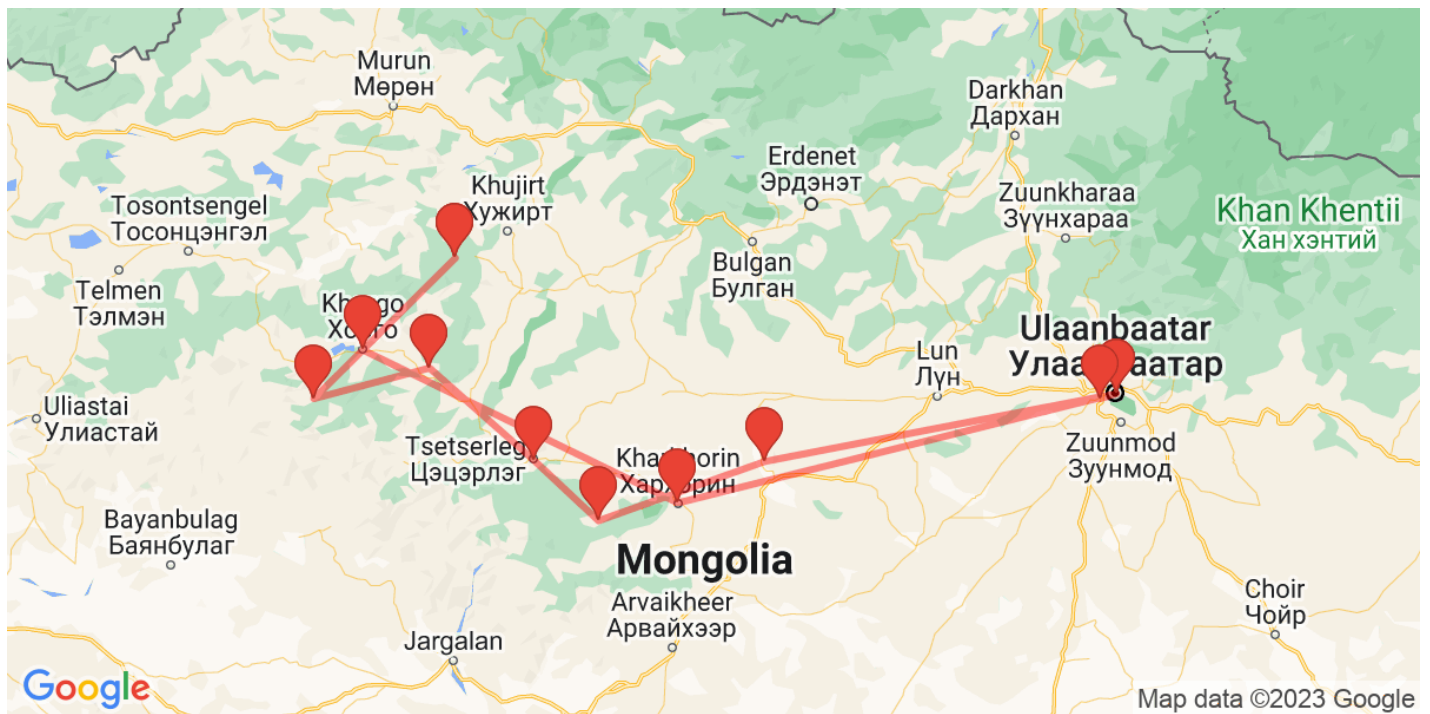 Murun
Мөрөн
Darkhan
Дархан
Erdenet
Эрдэнэт
Khujirt
Хужирт
Zuunkharaa
Зүүнхараа
Tosontsengel
Тосонцэнгэл
Khan Khentii
Хан хэнтий
Bulgan
Булган
Telmen
Тэлмэн
Ulaanbaatar
Lun
Лүн
Uliastai
Улиастай
Tsetserleg
Цэцэрлэг
Zuunmod
Зуунмод
Bayanbulag
Баянбулаг
Mongolia
Choir
Чойр
Arvaikheer
Арвайхээр
Jargalan
Google
Map data ©2023 Google